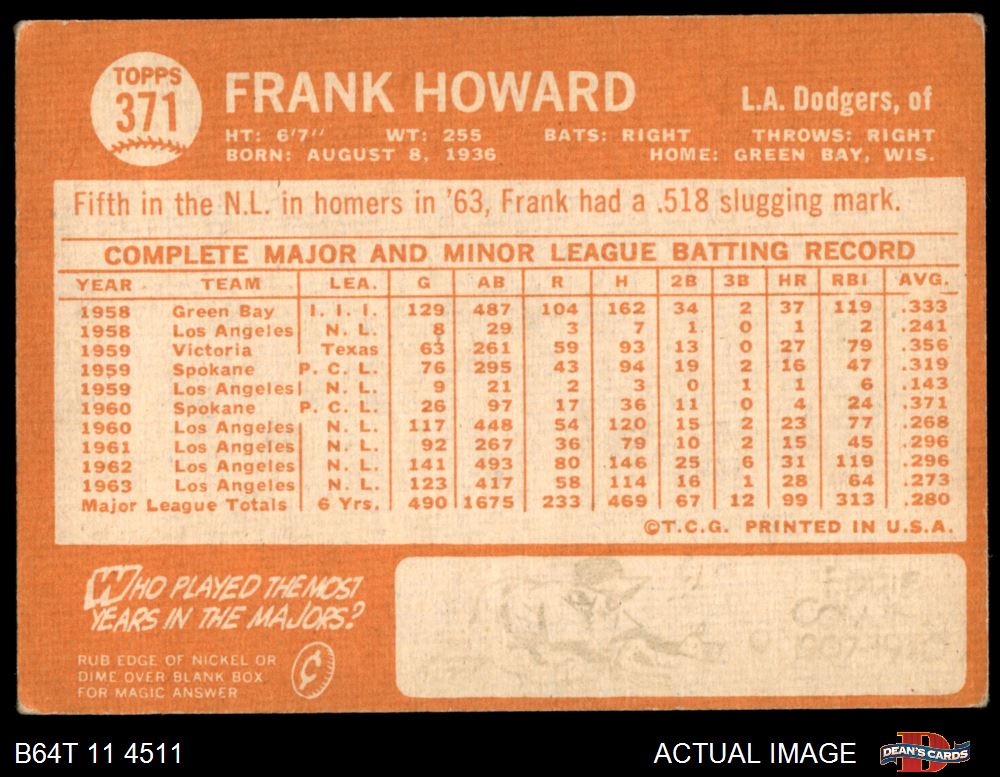 TOPPS
371
FRANK HOWARD
L.A. Dodgers, of
HT: 6'7" WT: 255 BATS: RIGHT THROWS: RIGHT
BORN: AUGUST 8, 1936 HOME: GREEN BAY, WIS.
Fifth in the N.L. in homers in '63, Frank had a .518 slugging mark.
COMPLETE MAJOR AND MINOR LEAGUE BATTING RECORD
YEAR TEAM LEA. G AB R H 2B 3B HR RBI AVG.
1958 Green Bay I. I. I. 129 487 104 162 34 2 37 119 .333
1958 Los Angeles N. L. 8 29 3 7 1 0 1 2 .241
1959 Victoria Texas 63 261 59 93 13 0 27 79 .356
1959 Spokane P. C. L. 76 295 43 94 19 2 16 47 .319
1959 Los Angeles N. L. 9 21 2 3 0 1 1 6 .143
1960 Spokane P. C. L. 26 97 17 36 11 0 4 24 .371
1960 Los Angeles N. L. 117 448 54 120 15 2 23 77 .268
1961 Los Angeles N. L. 92 267 36 79 10 2 15 45 .296
1962 Los Angeles N. L. 141 493 80 146 25 6 31 119 .296
1963 Los Angeles N. L. 123 417 58 114 16 1 28 64 .273
Major League Totals 6 Yrs. 490 1675 233 469 67 12 99 313 .280
©T.C.G. PRINTED IN U.S.A.
WHO PLAYED THE MOST
YEARS IN THE MAJORS?
RUB EDGE OF NICKEL OR
DIME OVER BLANK BOX
FOR MAGIC ANSWER
¢
Eddie
B64T 11 4511
ACTUAL IMAGE
DEAN'S CARDS